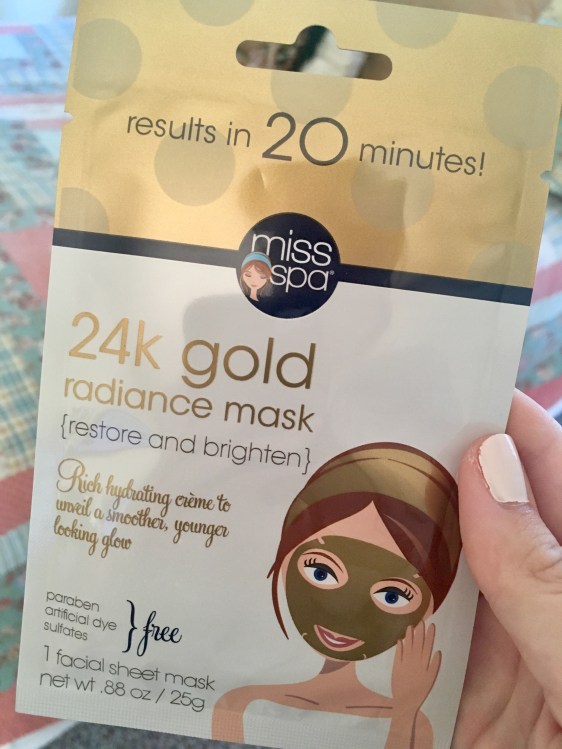 results in 20 minutes!
miss
spa®
24k gold
radiance mask
{restore and brighten}
Rich hydrating crème to
unveil a smoother, younger
looking glow
paraben
artificial dye
sulfates
} free
1 facial sheet mask
net wt .88 oz / 25g